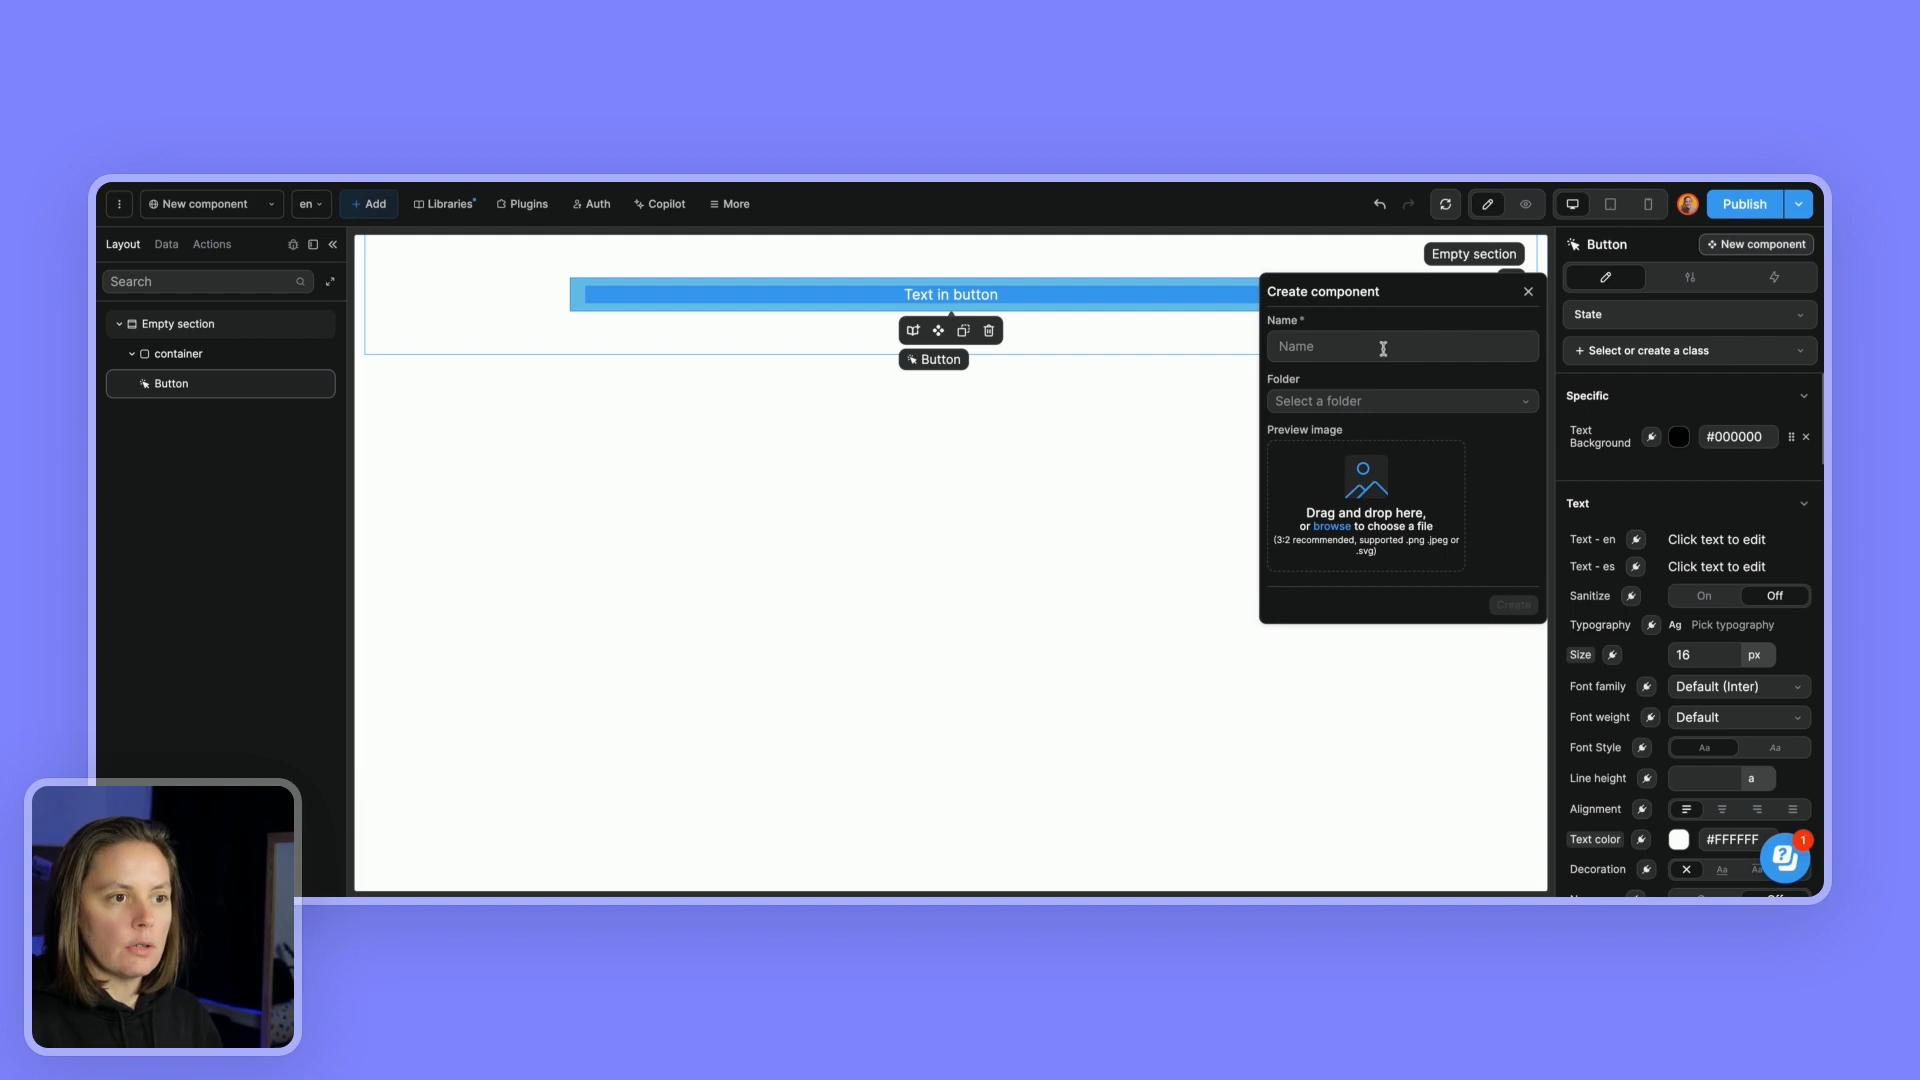 New component
en
+ Add
Libraries
Plugins
Auth
Copilot
More
Publish
Layout
Data
Actions
Search
Empty section
container
Button
Empty section
Text in button
Button
Create component
Name *
Name
Folder
Select a folder
Preview image
Drag and drop here,
or browse to choose a file
(3:2 recommended, supported .png .jpeg or
.svg)
Create
Button
New component
State
+ Select or create a class
Specific
Text
Background
#000000
Text
Text - en
Click text to edit
Text - es
Click text to edit
Sanitize
On
Off
Typography
Ag
Pick typography
Size
16
px
Font family
Default (Inter)
Font weight
Default
Font Style
Aa
Aa
Line height
a
Alignment
Text color
#FFFFFF
1
?
Decoration
Aa
Aa